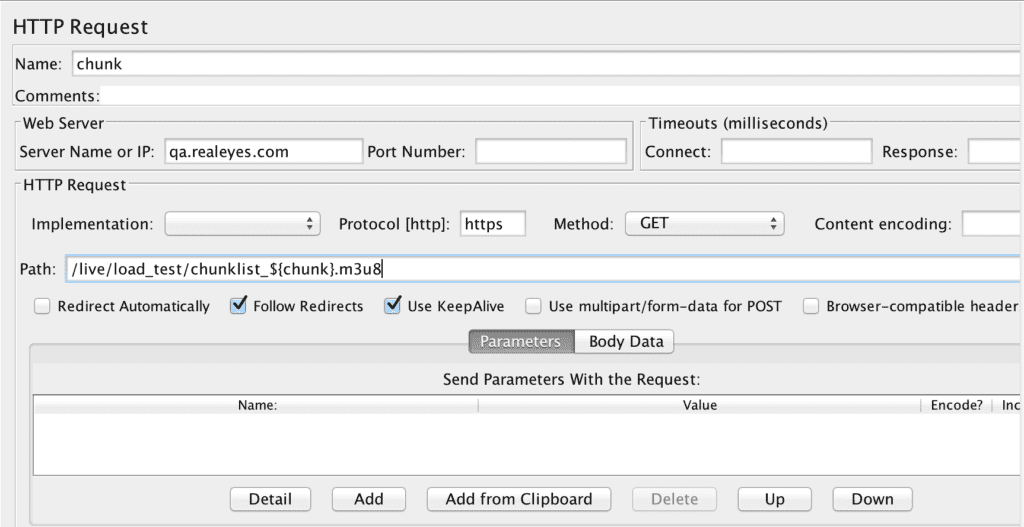 HTTP Request
Name: chunk
Comments:
Web Server
Timeouts (milliseconds)
Server Name or IP: qa.realeyes.com Port Number: Connect: Response:
HTTP Request
Implementation: Protocol [http]: https Method: GET Content encoding:
Path: /live/load_test/chunklist_${chunk}.m3u8
Redirect Automatically Follow Redirects Use KeepAlive Use multipart/form-data for POST Browser-compatible header
Parameters Body Data
Send Parameters With the Request:
Name: Value Encode? Inc
Detail Add Add from Clipboard Delete Up Down